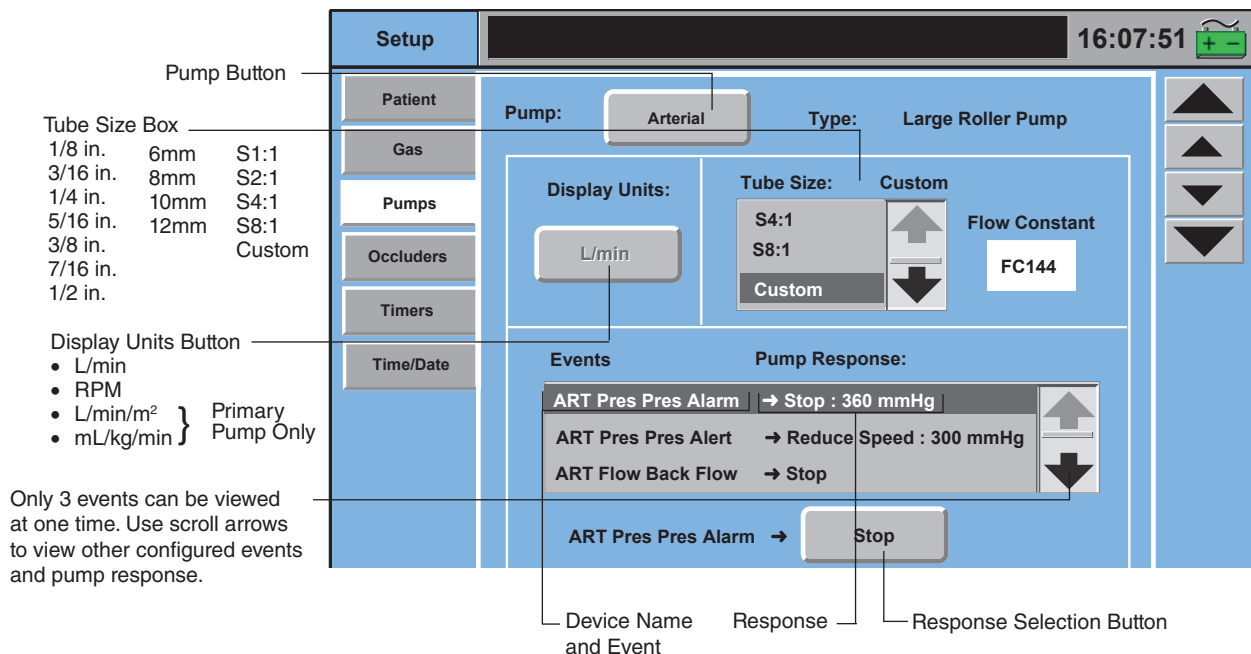 Setup
16:07:51
+ −
Pump Button
Patient
Pump:
Arterial
Type:
Large Roller Pump
Tube Size Box
1/8 in.
3/16 in.
1/4 in.
5/16 in.
3/8 in.
7/16 in.
1/2 in.
6mm
8mm
10mm
12mm
S1:1
S2:1
S4:1
S8:1
Custom
Gas
Pumps
Occluders
Timers
Time/Date
Display Units:
L/min
Tube Size:
Custom
S4:1
S8:1
Custom
Flow Constant
FC144
Display Units Button
• L/min
• RPM
• L/min/m²
• mL/kg/min
}
Primary
Pump Only
Events
Pump Response:
ART Pres Pres Alarm ➔ Stop : 360 mmHg
ART Pres Pres Alert ➔ Reduce Speed : 300 mmHg
ART Flow Back Flow ➔ Stop
Only 3 events can be viewed
at one time. Use scroll arrows
to view other configured events
and pump response.
ART Pres Pres Alarm ➔
Stop
Device Name
and Event
Response
Response Selection Button